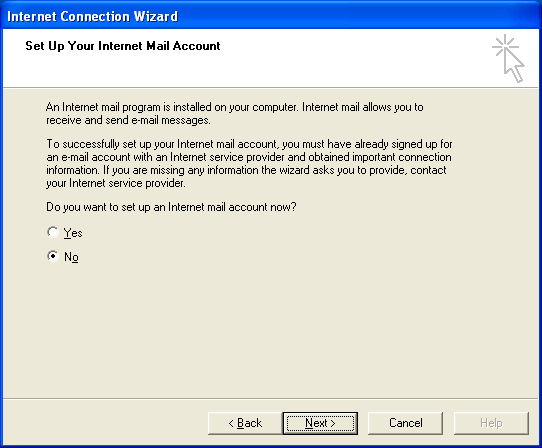 Internet Connection Wizard
Set Up Your Internet Mail Account
An Internet mail program is installed on your computer. Internet mail allows you to
receive and send e-mail messages.
To successfully set up your Internet mail account, you must have already signed up for
an e-mail account with an Internet service provider and obtained important connection
information. If you are missing any information the wizard asks you to provide, contact
your Internet service provider.
Do you want to set up an Internet mail account now?
Yes
No
< Back Next > Cancel Help